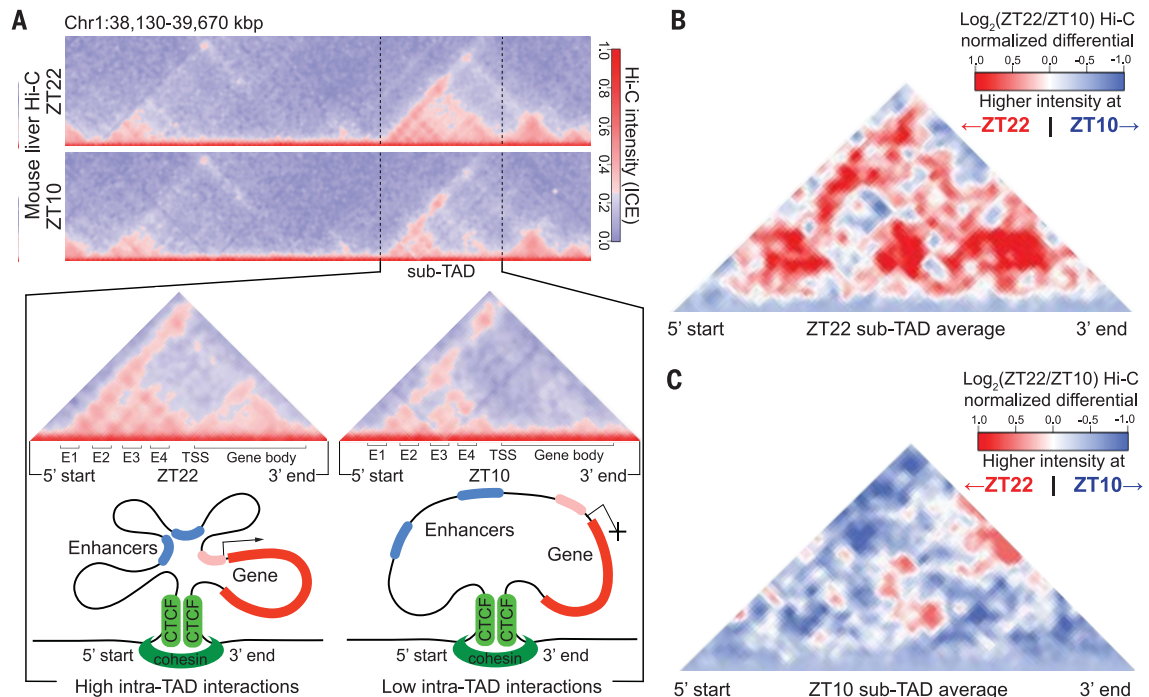 A
Chr1:38,130-39,670 kbp
Mouse liver Hi-C
ZT22
ZT10
1.0
0.8
0.6
0.4
0.2
0.0
Hi-C intensity (ICE)
sub-TAD
E1 E2 E3 E4 TSS Gene body
5’ start ZT22 3’ end
E1 E2 E3 E4 TSS Gene body
5’ start ZT10 3’ end
Enhancers
Gene
CTCF
CTCF
cohesin
5’ start 3’ end
High intra-TAD interactions
Enhancers
Gene
CTCF
CTCF
cohesin
5’ start 3’ end
Low intra-TAD interactions
B
Log2(ZT22/ZT10) Hi-C
normalized differential
1.0 0.5 0.0 -0.5 -1.0
Higher intensity at
←ZT22 | ZT10→
5’ start ZT22 sub-TAD average 3’ end
C
Log2(ZT22/ZT10) Hi-C
normalized differential
1.0 0.5 0.0 -0.5 -1.0
Higher intensity at
←ZT22 | ZT10→
5’ start ZT10 sub-TAD average 3’ end